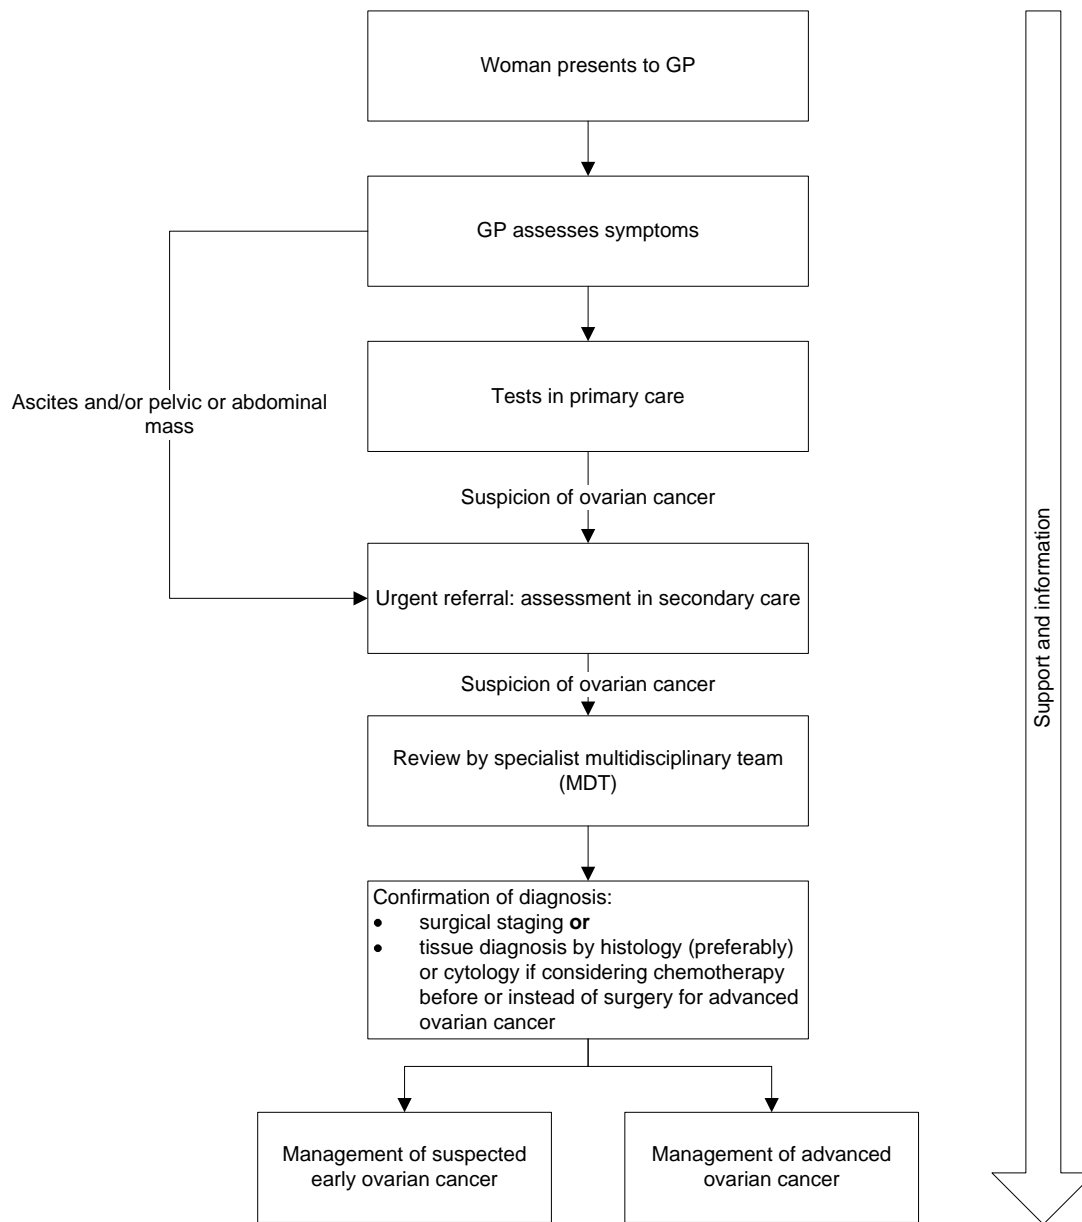 Woman presents to GP
GP assesses symptoms
Tests in primary care
Ascites and/or pelvic or abdominal
mass
Suspicion of ovarian cancer
Urgent referral: assessment in secondary care
Suspicion of ovarian cancer
Review by specialist multidisciplinary team
(MDT)
Confirmation of diagnosis:
• surgical staging or
• tissue diagnosis by histology (preferably)
or cytology if considering chemotherapy
before or instead of surgery for advanced
ovarian cancer
Management of suspected
early ovarian cancer
Management of advanced
ovarian cancer
Support and information